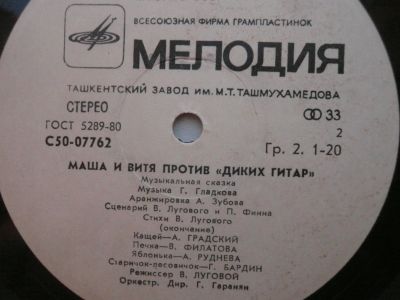 ВСЕСОЮЗНАЯ ФИРМА ГРАМПЛАСТИНОК
МЕЛОДИЯ
ТАШКЕНТСКИЙ ЗАВОД ИМ. М.Т. ТАШМУХАМЕДОВА
СТЕРЕО
33
ГОСТ 5289-80
2
С50-07762
Гр. 2. 1-20
МАША И ВИТЯ ПРОТИВ «ДИКИХ ГИТАР»
Музыкальная сказка
Музыка Г. Гладкова
Аранжировка А. Зубова
Сценарий В. Лугового и П. Финна
Стихи В. Лугового
(окончание)
Кащей—А. ГРАДСКИЙ
Печка—В. ФИЛАТОВА
Яблонька—А. РУДНЕВА
Старичок-лесовичок—Г. БАРДИН
Режиссер В. ЛУГОВОЙ
Оркестр. Дир. Г. Гаранян